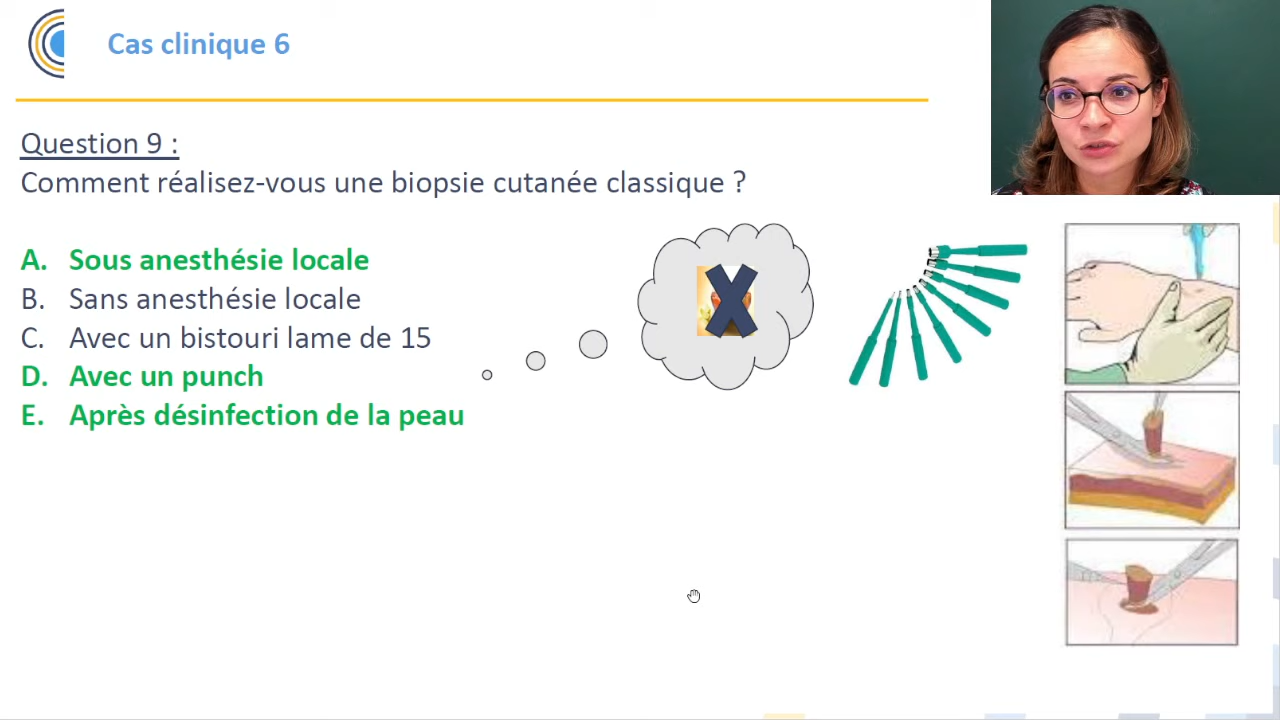 Cas clinique 6
Question 9 :
Comment réalisez-vous une biopsie cutanée classique ?
A. Sous anesthésie locale
B. Sans anesthésie locale
C. Avec un bistouri lame de 15
D. Avec un punch
E. Après désinfection de la peau